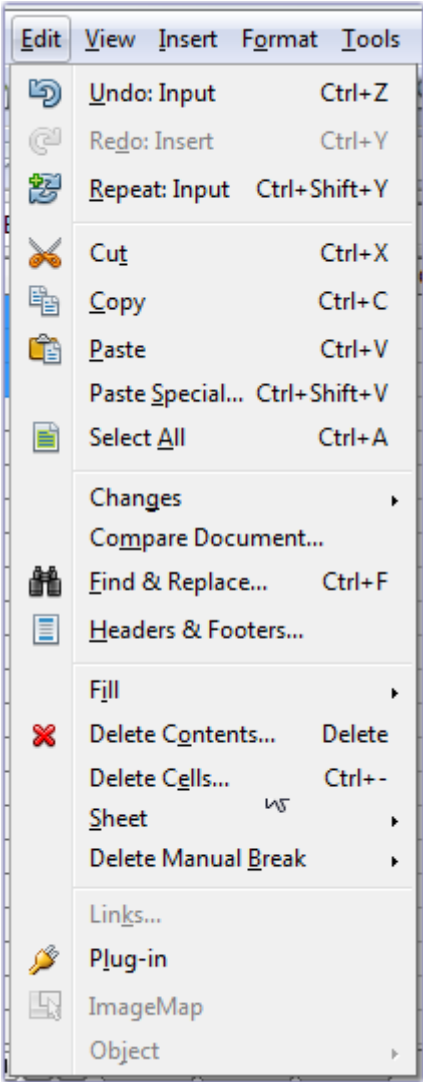 Edit View Insert Format Tools
Undo: Input Ctrl+Z
Redo: Insert Ctrl+Y
Repeat: Input Ctrl+Shift+Y
Cut Ctrl+X
Copy Ctrl+C
Paste Ctrl+V
Paste Special... Ctrl+Shift+V
Select All Ctrl+A
Changes
Compare Document...
Find & Replace... Ctrl+F
Headers & Footers...
Fill
Delete Contents... Delete
Delete Cells... Ctrl+-
Sheet
Delete Manual Break
Links...
Plug-in
ImageMap
Object